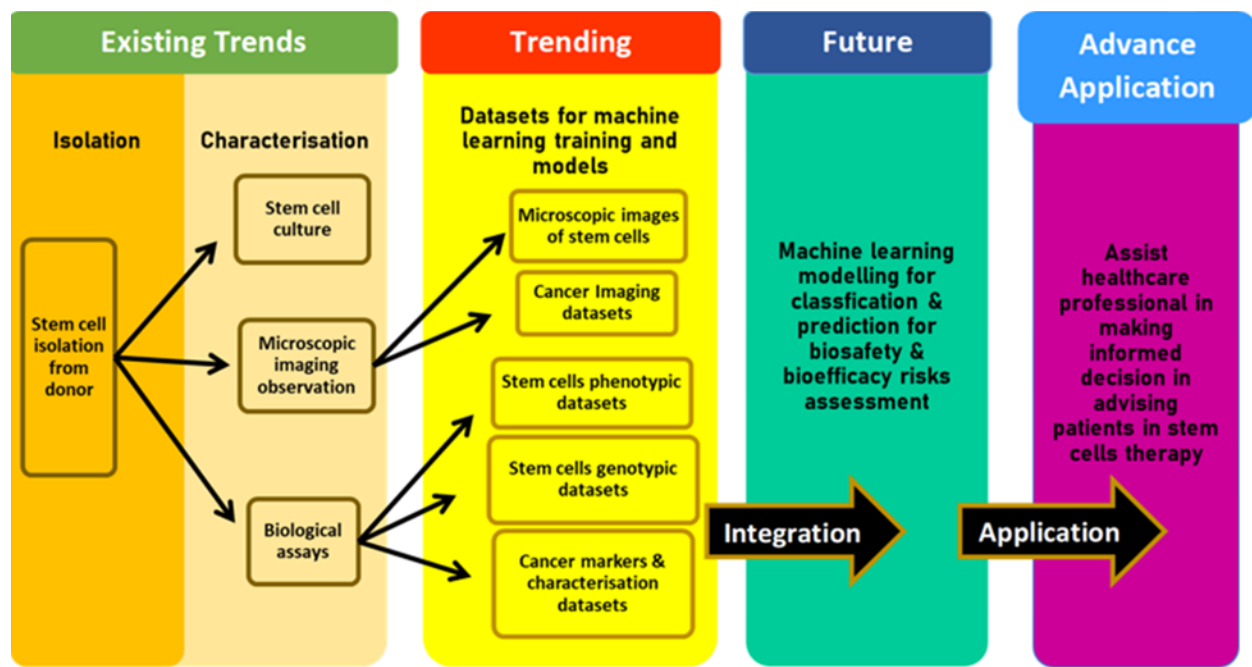 Existing Trends
Trending
Future
Advance
Application
Isolation
Characterisation
Stem cell
isolation
from
donor
Stem cell
culture
Microscopic
imaging
observation
Biological
assays
Datasets for machine
learning training and
models
Microscopic images
of stem cells
Cancer Imaging
datasets
Stem cells phenotypic
datasets
Stem cells genotypic
datasets
Cancer markers &
characterisation
datasets
Integration
Machine learning
modelling for
classfication &
prediction for
biosafety &
bioefficacy risks
assessment
Application
Assist
healthcare
professional in
making
informed
decision in
advising
patients in stem
cells therapy